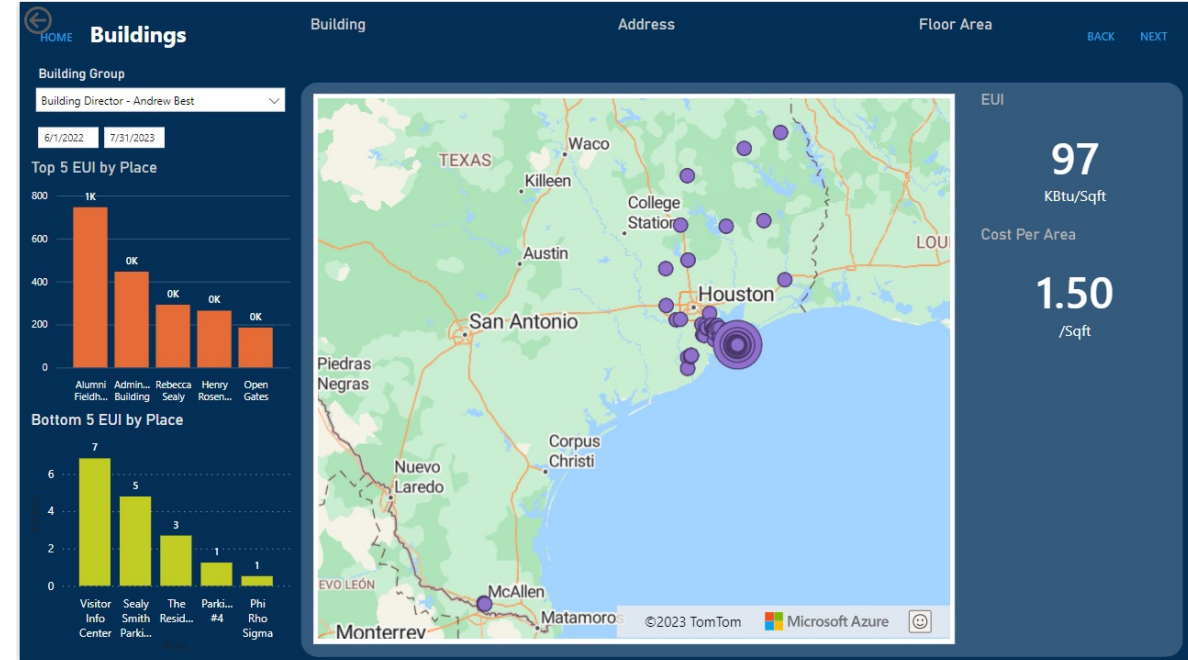 HOME
Buildings
Building
Address
Floor Area
BACK
NEXT
Building Group
Building Director - Andrew Best
6/1/2022
7/31/2023
Top 5 EUI by Place
800
600
400
200
0
1K
0K
0K
0K
0K
Alumni Fieldh...
Admin... Building
Rebecca Sealy
Henry Rosen...
Open Gates
Bottom 5 EUI by Place
6
4
2
0
7
5
3
1
1
Visitor Info Center
Sealy Smith Parki...
The Resid...
Parki... #4
Phi Rho Sigma
TEXAS
Waco
Killeen
College
Station
Austin
LOUI
Houston
San Antonio
Piedras
Negras
Corpus
Christi
Nuevo
Laredo
EVO LEÓN
McAllen
Matamoros
Monterrey
©2023 TomTom
Microsoft Azure
EUI
97
KBtu/Sqft
Cost Per Area
1.50
/Sqft